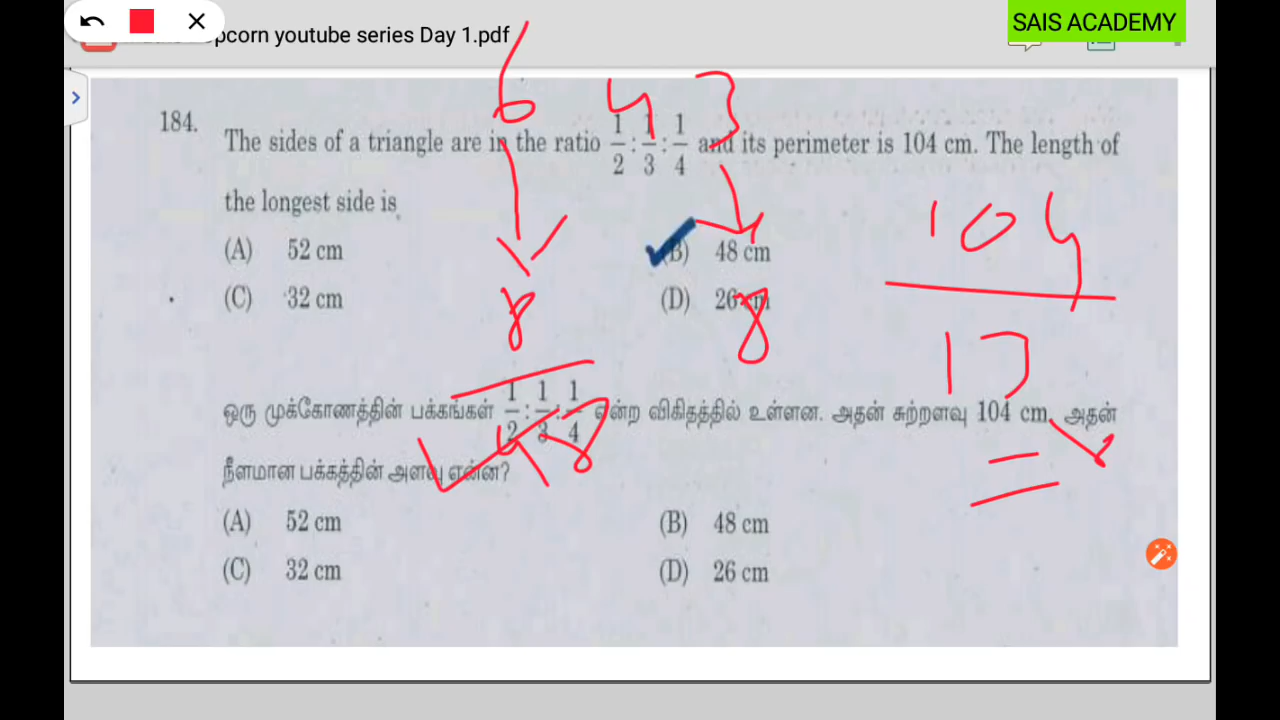 SAIS ACADEMY
opcorn youtube series Day 1.pdf
6 4 3
184.
The sides of a triangle are in the ratio 1/2 : 1/3 : 1/4 and its perimeter is 104 cm. The length of
the longest side is
(A) 52 cm (B) 48 cm
(C) 32 cm (D) 26 cm
104
8 8 13
ஒரு முக்கோணத்தின் பக்கங்கள் 1/2 : 1/3 : 1/4 என்ற விகிதத்தில் உள்ளன. அதன் சுற்றளவு 104 cm, அதன்
48
நீளமான பக்கத்தின் அளவு என்ன?
(A) 52 cm (B) 48 cm
(C) 32 cm (D) 26 cm